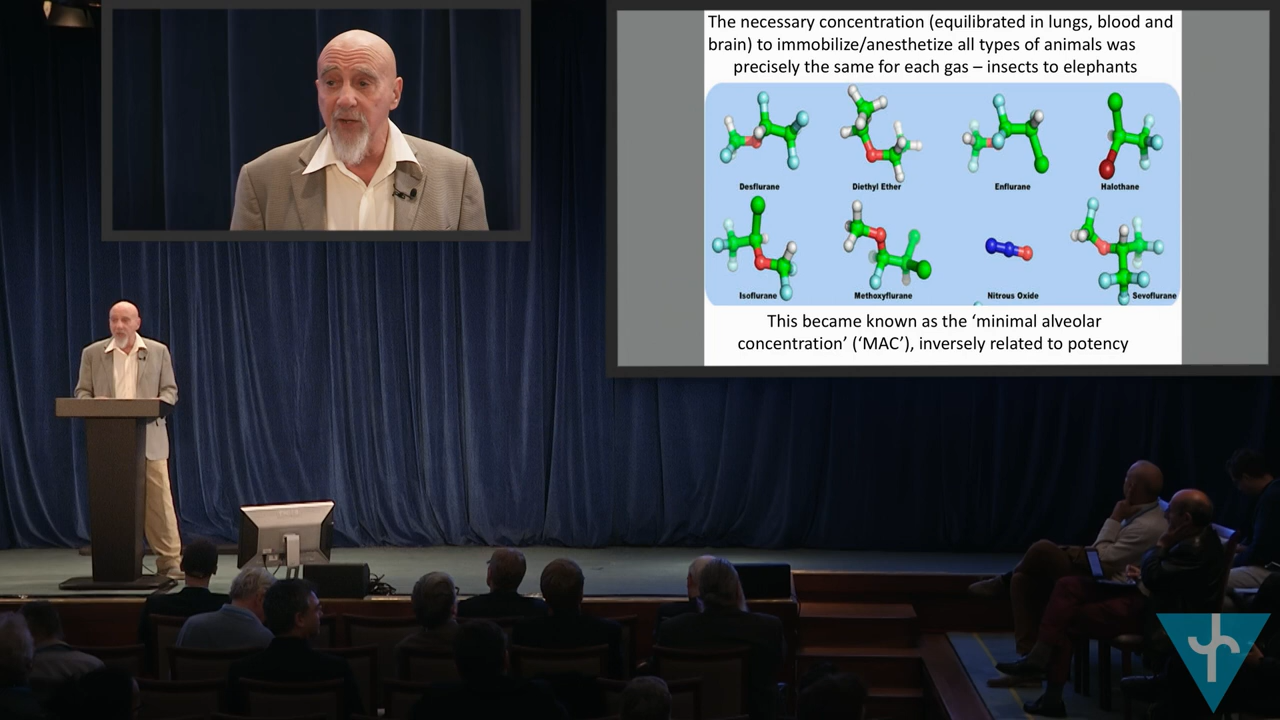 The necessary concentration (equilibrated in lungs, blood and
brain) to immobilize/anesthetize all types of animals was
precisely the same for each gas – insects to elephants
Desflurane
Diethyl Ether
Enflurane
Halothane
Isoflurane
Methoxyflurane
Nitrous Oxide
Sevoflurane
This became known as the ‘minimal alveolar
concentration’ (‘MAC’), inversely related to potency